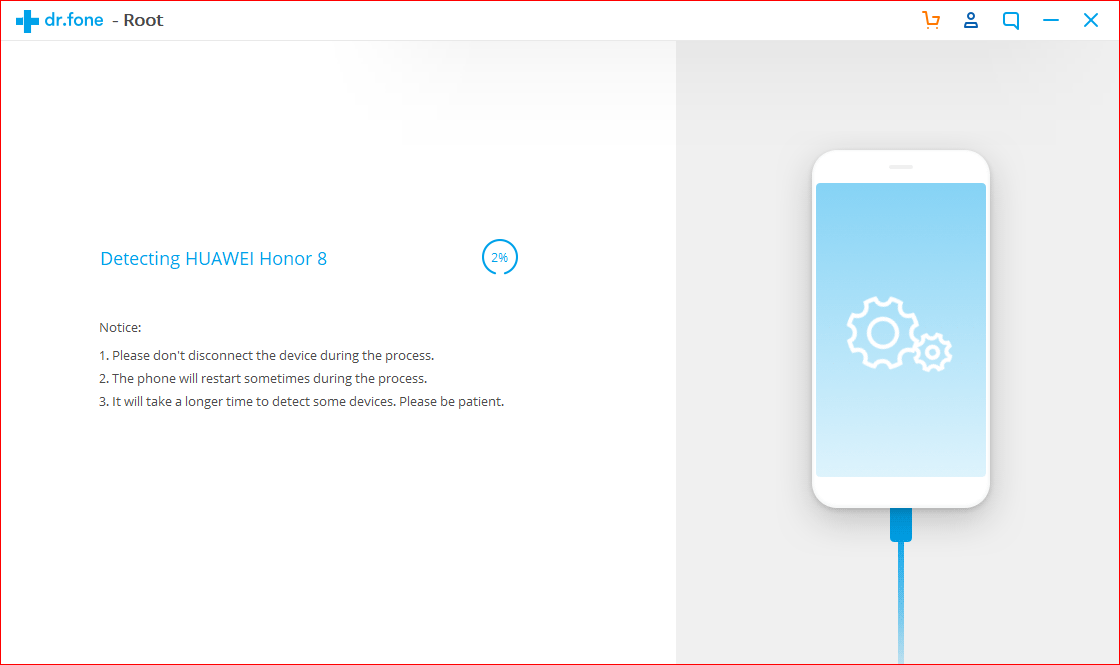 dr.fone - Root
Detecting HUAWEI Honor 8
2%
Notice:
1. Please don't disconnect the device during the process.
2. The phone will restart sometimes during the process.
3. It will take a longer time to detect some devices. Please be patient.